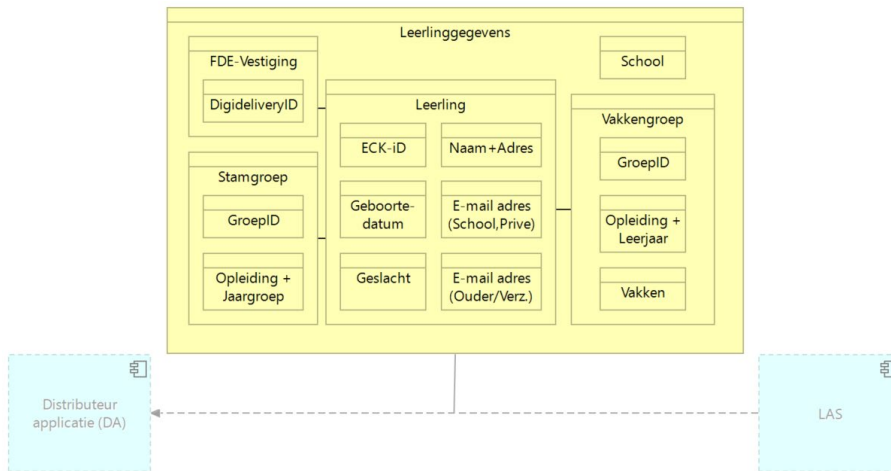 Leerlinggegevens
FDE-Vestiging
DigideliveryID
School
Leerling
ECK-iD
Naam+Adres
Geboorte-
datum
E-mail adres
(School,Prive)
Geslacht
E-mail adres
(Ouder/Verz.)
Stamgroep
GroepID
Opleiding +
Jaargroep
Vakkengroep
GroepID
Opleiding +
Leerjaar
Vakken
Distributeur
applicatie (DA)
LAS